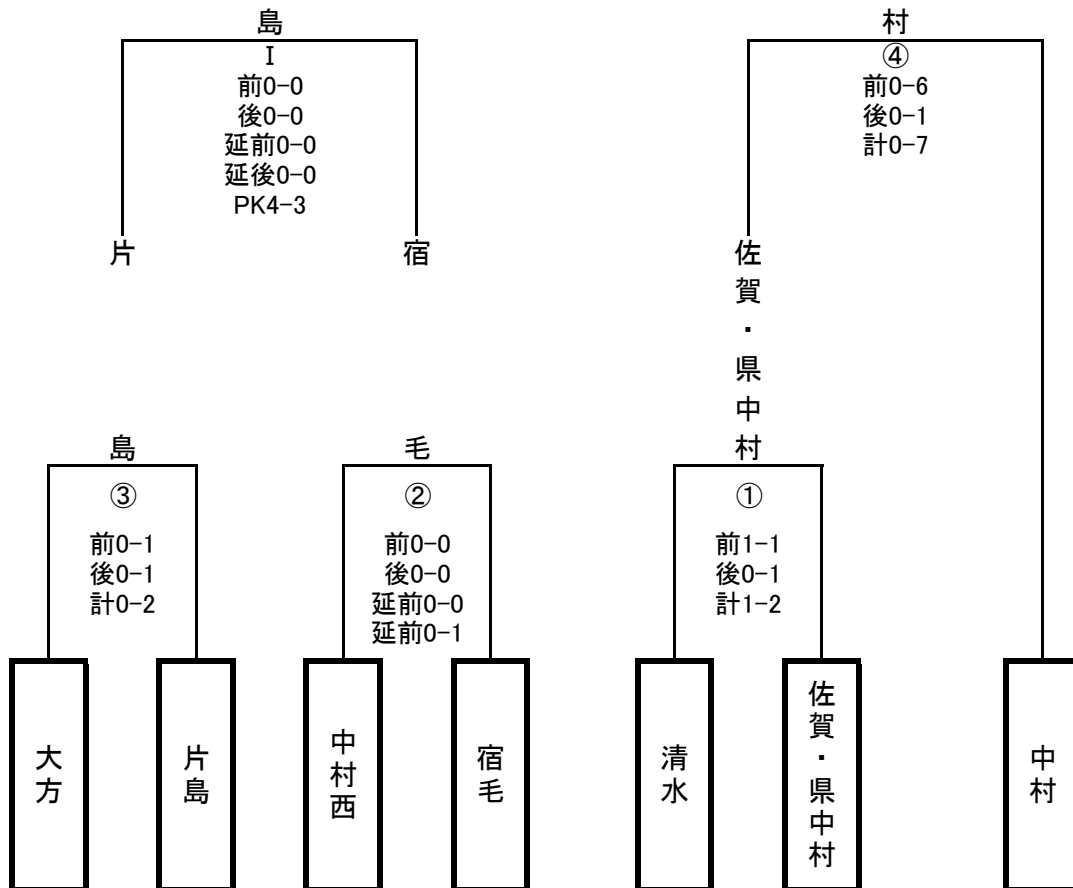 島
Ⅰ
前0-0
後0-0
延前0-0
延後0-0
PK4-3
片
宿
村
④
前0-6
後0-1
計0-7
佐賀・県中村
島
③
前0-1
後0-1
計0-2
毛
②
前0-0
後0-0
延前0-0
延前0-1
①
前1-1
後0-1
計1-2
大方
片島
中村西
宿毛
清水
佐賀・県中村
中村